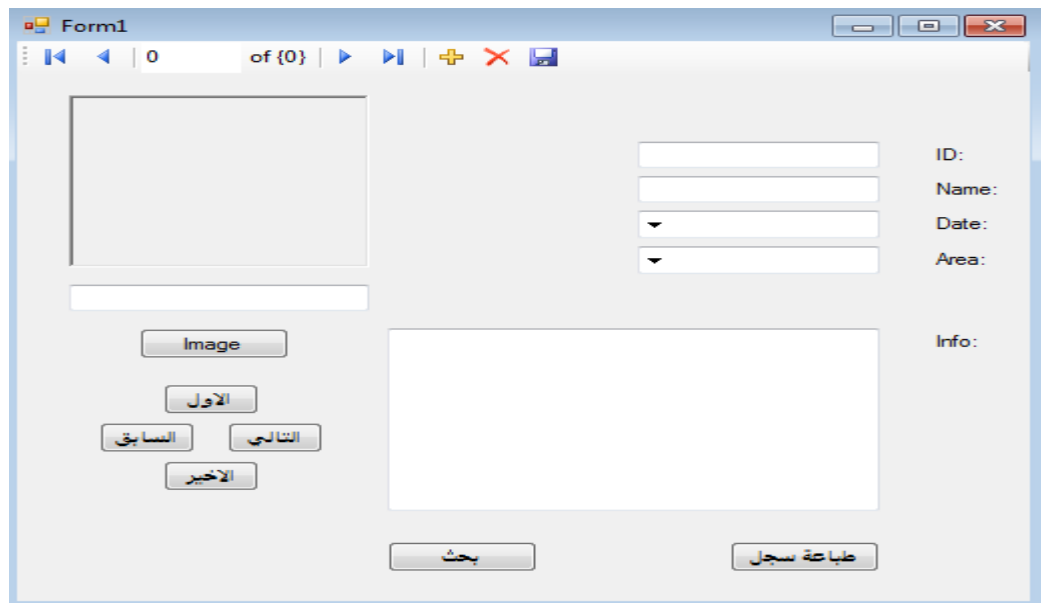 Form1
0 of {0}
ID:
Name:
Date:
Area:
Image
Info:
الاول
السابق التالي
الاخير
بحث
طباعة سجل